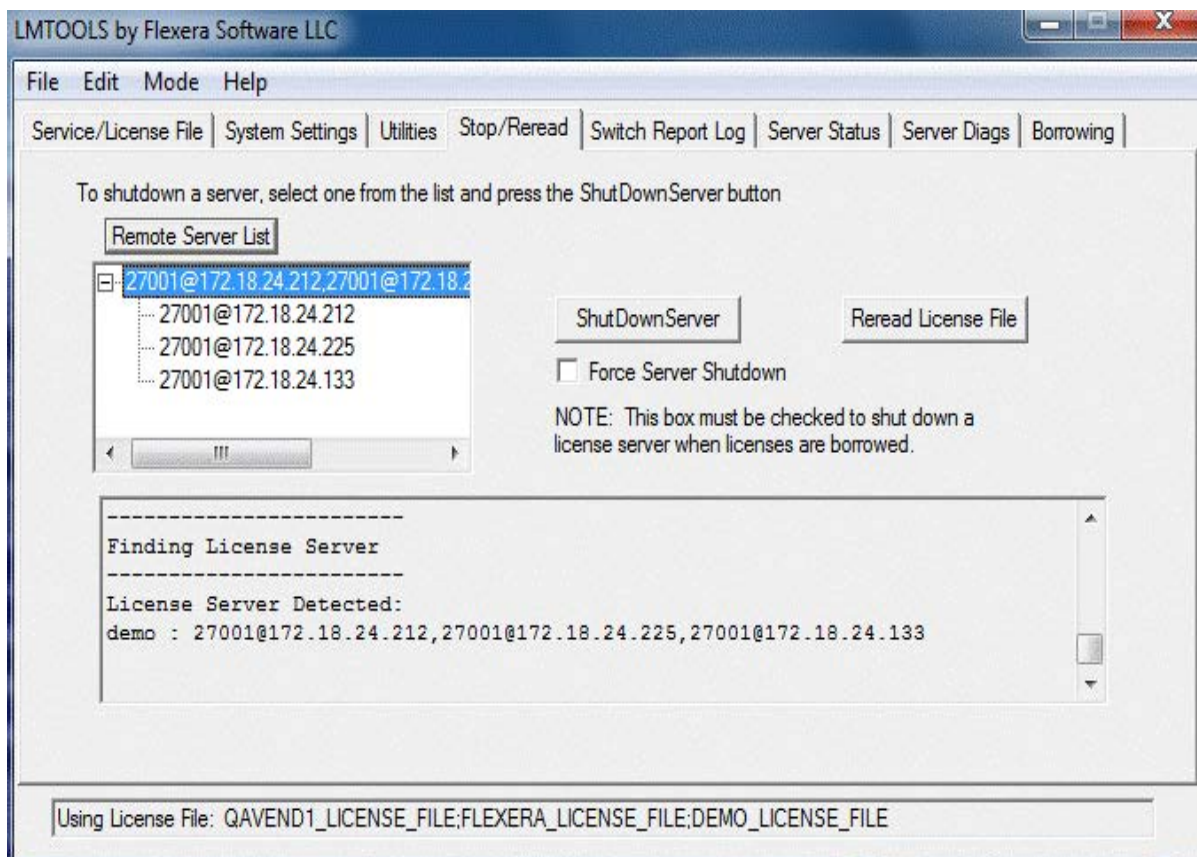 LMTOOLS by Flexera Software LLC
File Edit Mode Help
Service/License File System Settings Utilities Stop/Reread Switch Report Log Server Status Server Diags Borrowing
To shutdown a server, select one from the list and press the ShutDownServer button
Remote Server List
27001@172.18.24.212,27001@172.18.2
27001@172.18.24.212
27001@172.18.24.225
27001@172.18.24.133
ShutDownServer
Reread License File
Force Server Shutdown
NOTE: This box must be checked to shut down a
license server when licenses are borrowed.
------------------------
Finding License Server
------------------------
License Server Detected:
demo : 27001@172.18.24.212,27001@172.18.24.225,27001@172.18.24.133
Using License File: QAVEND1_LICENSE_FILE;FLEXERA_LICENSE_FILE;DEMO_LICENSE_FILE